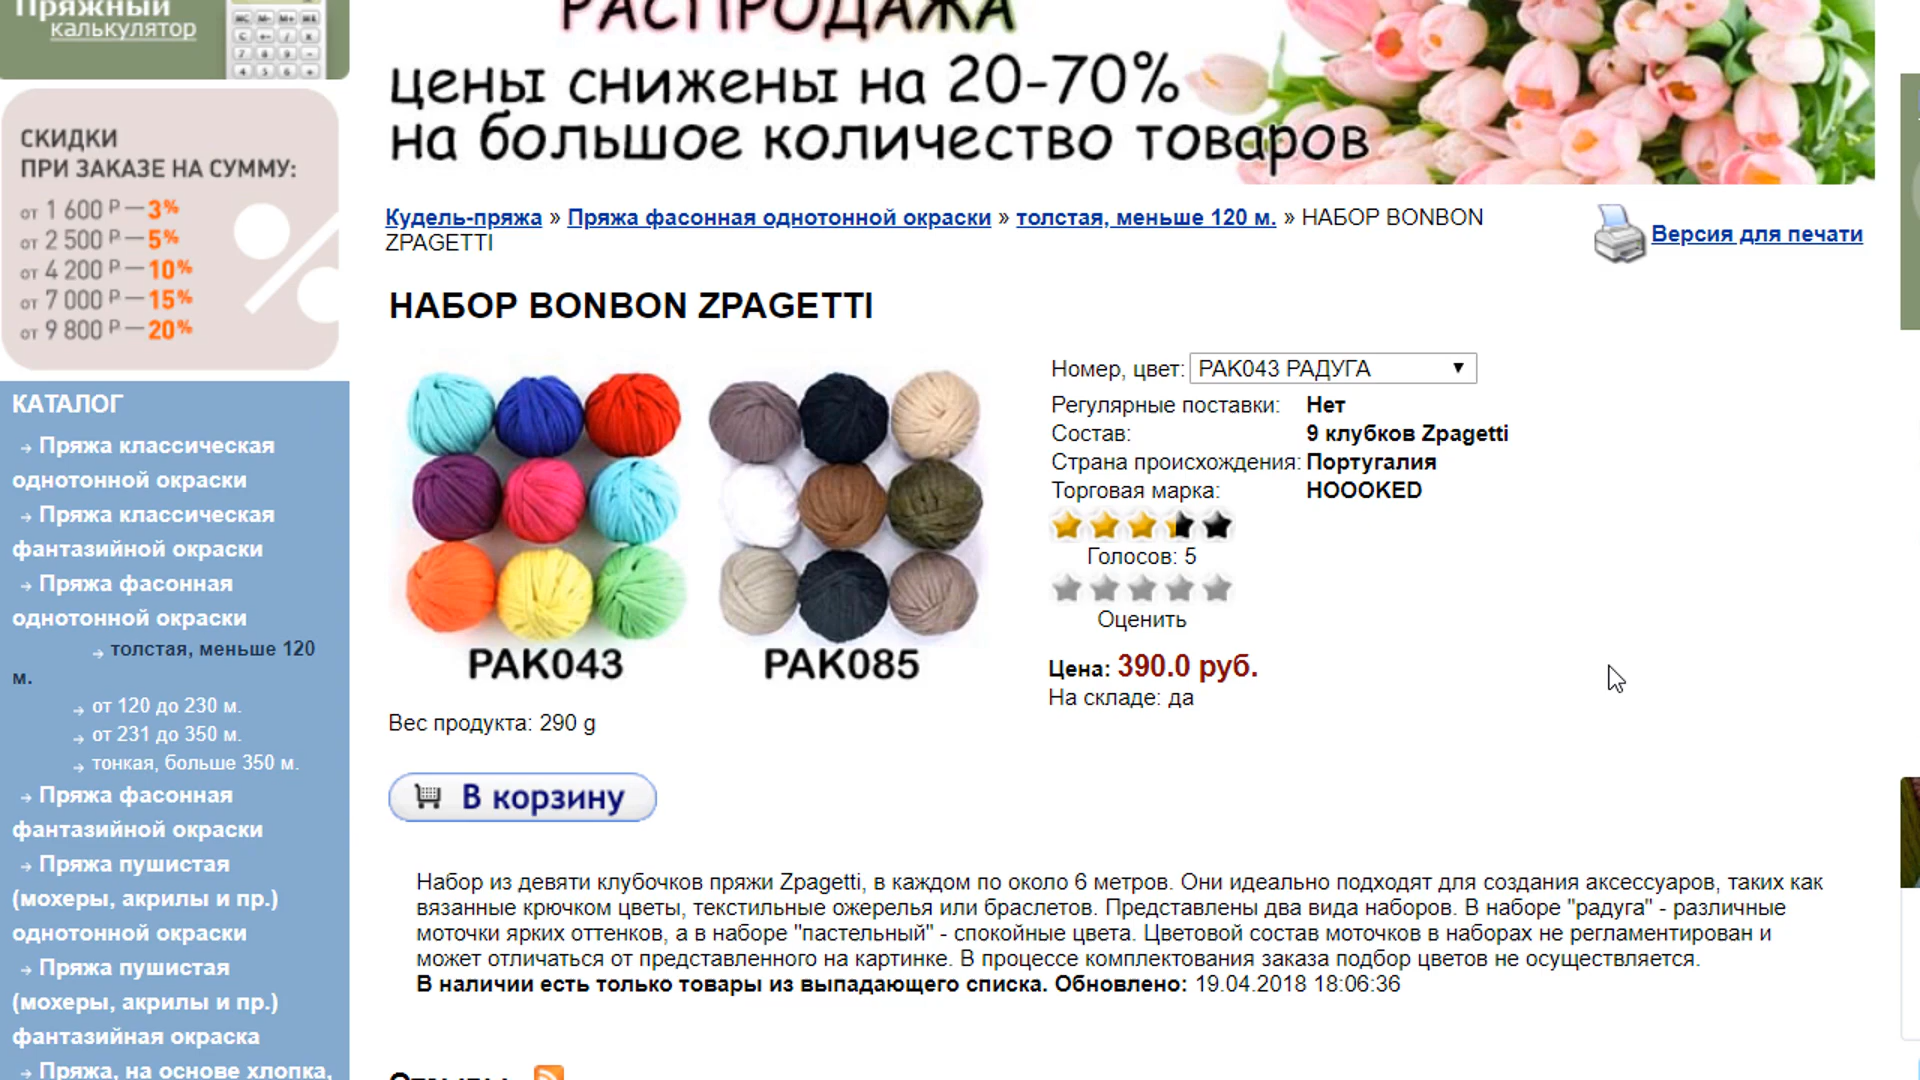 Пряжный
калькулятор
СКИДКИ
ПРИ ЗАКАЗЕ НА СУММУ:
от 1 600 Р — 3%
от 2 500 Р — 5%
от 4 200 Р — 10%
от 7 000 Р — 15%
от 9 800 Р — 20%
КАТАЛОГ
Пряжа классическая
однотонной окраски
Пряжа классическая
фантазийной окраски
Пряжа фасонная
однотонной окраски
толстая, меньше 120
м.
от 120 до 230 м.
от 231 до 350 м.
тонкая, больше 350 м.
Пряжа фасонная
фантазийной окраски
Пряжа пушистая
(мохеры, акрилы и пр.)
однотонной окраски
Пряжа пушистая
(мохеры, акрилы и пр.)
фантазийная окраска
Пряжа, на основе хлопка,
РАСПРОДАЖА
цены снижены на 20-70%
на большое количество товаров
Кудель-пряжа » Пряжа фасонная однотонной окраски » толстая, меньше 120 м. » НАБОР BONBON
ZPAGETTI
Версия для печати
НАБОР BONBON ZPAGETTI
PAK043
PAK085
Номер, цвет: PAK043 РАДУГА
Регулярные поставки: Нет
Состав: 9 клубков Zpagetti
Страна происхождения: Португалия
Торговая марка: HOOOKED
Голосов: 5
Оценить
Цена: 390.0 руб.
На складе: да
Вес продукта: 290 g
В корзину
Набор из девяти клубочков пряжи Zpagetti, в каждом по около 6 метров. Они идеально подходят для создания аксессуаров, таких как
вязанные крючком цветы, текстильные ожерелья или браслетов. Представлены два вида наборов. В наборе "радуга" - различные
моточки ярких оттенков, а в наборе "пастельный" - спокойные цвета. Цветовой состав моточков в наборах не регламентирован и
может отличаться от представленного на картинке. В процессе комплектования заказа подбор цветов не осуществляется.
В наличии есть только товары из выпадающего списка. Обновлено: 19.04.2018 18:06:36